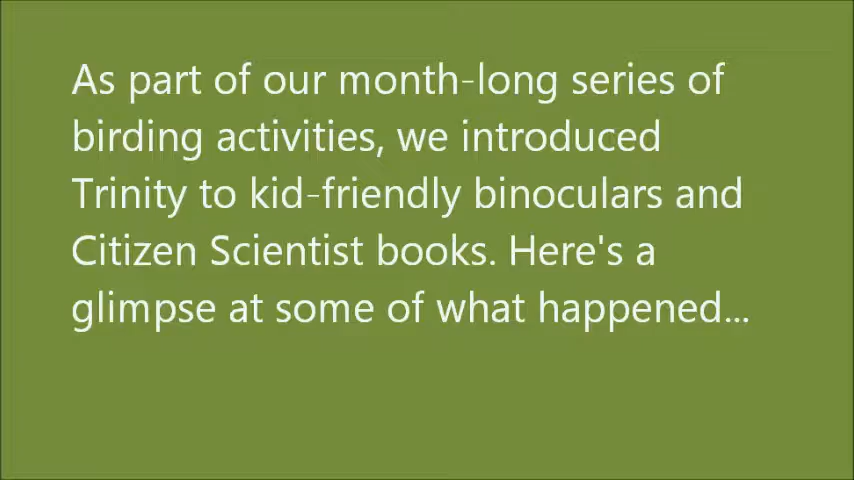 As part of our month-long series of
birding activities, we introduced
Trinity to kid-friendly binoculars and
Citizen Scientist books. Here's a
glimpse at some of what happened...